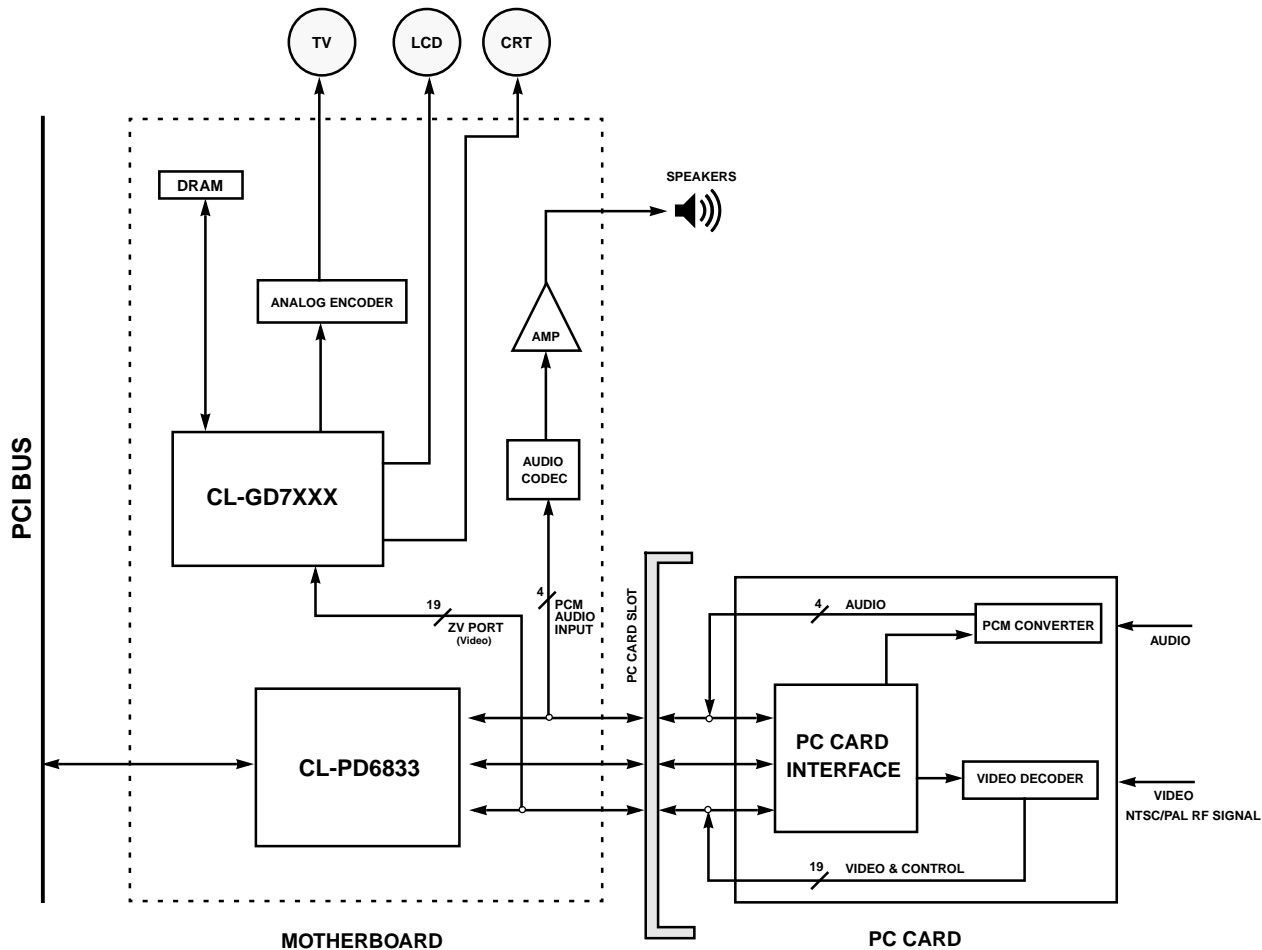 TV
LCD
CRT
DRAM
SPEAKERS
ANALOG ENCODER
AMP
PCI BUS
AUDIO
CODEC
CL-GD7XXX
4
PCM
AUDIO
INPUT
19
ZV PORT
(Video)
PC CARD SLOT
4
AUDIO
PCM CONVERTER
AUDIO
CL-PD6833
PC CARD
INTERFACE
VIDEO DECODER
VIDEO
NTSC/PAL RF SIGNAL
19
VIDEO & CONTROL
MOTHERBOARD
PC CARD